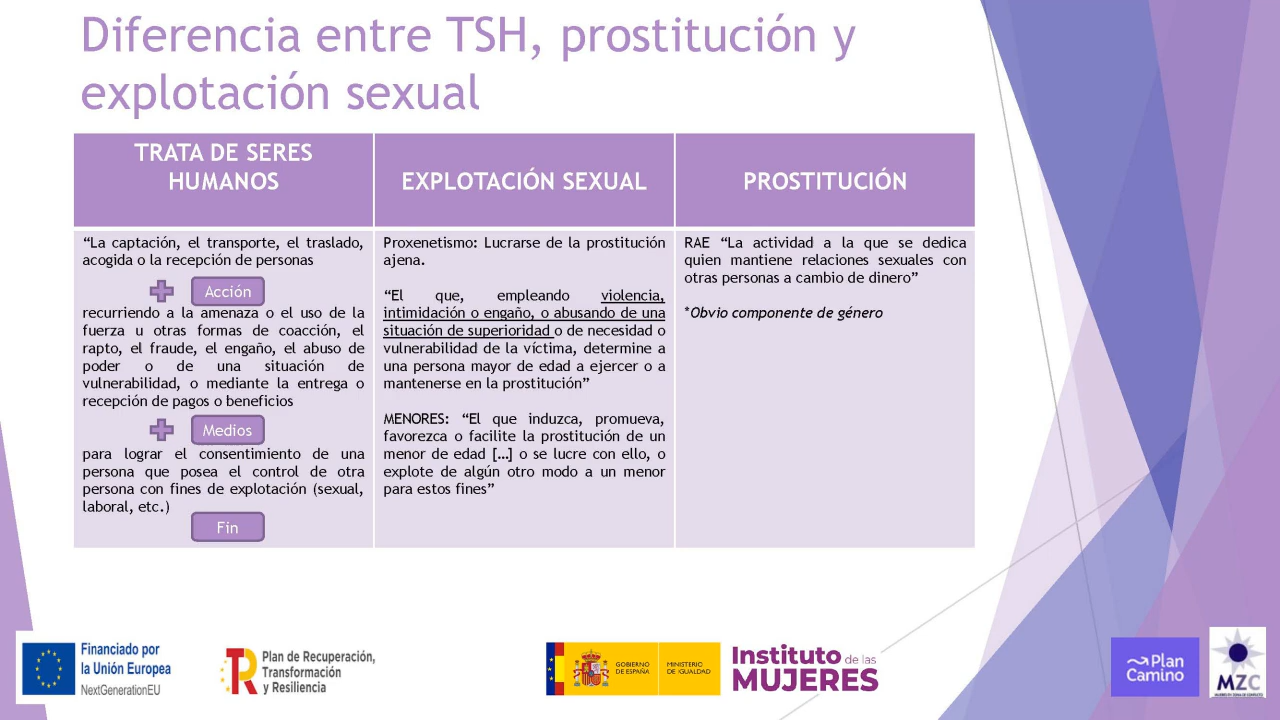 Diferencia entre TSH, prostitución y
explotación sexual
TRATA DE SERES
HUMANOS
“La captación, el transporte, el traslado,
acogida o la recepción de personas
Acción
recurriendo a la amenaza o el uso de la
fuerza u otras formas de coacción, el
rapto, el fraude, el engaño, el abuso de
poder o de una situación de
vulnerabilidad, o mediante la entrega o
recepción de pagos o beneficios
Medios
para lograr el consentimiento de una
persona que posea el control de otra
persona con fines de explotación (sexual,
laboral, etc.)
Fin
EXPLOTACIÓN SEXUAL
Proxenetismo: Lucrarse de la prostitución
ajena.
“El que, empleando violencia,
intimidación o engaño, o abusando de una
situación de superioridad o de necesidad o
vulnerabilidad de la víctima, determine a
una persona mayor de edad a ejercer o a
mantenerse en la prostitución”
MENORES: “El que induzca, promueva,
favorezca o facilite la prostitución de un
menor de edad […] o se lucre con ello, o
explote de algún otro modo a un menor
para estos fines”
PROSTITUCIÓN
RAE “La actividad a la que se dedica
quien mantiene relaciones sexuales con
otras personas a cambio de dinero”
*Obvio componente de género
Financiado por
la Unión Europea
NextGenerationEU
Plan de Recuperación,
Transformación
y Resiliencia
GOBIERNO
DE ESPAÑA
MINISTERIO
DE IGUALDAD
Instituto de las
MUJERES
Plan
Camino
MZC